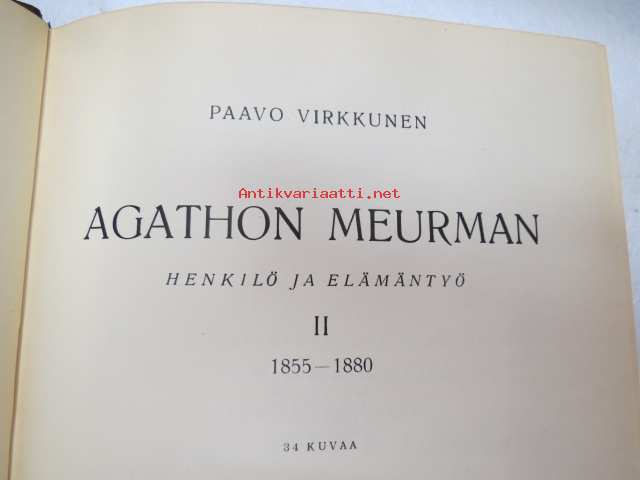 PAAVO VIRKKUNEN
Antikvariaatti.net
AGATHON MEURMAN
HENKILÖ JA ELÄMÄNTYÖ
II
1855—1880
34 KUVAA